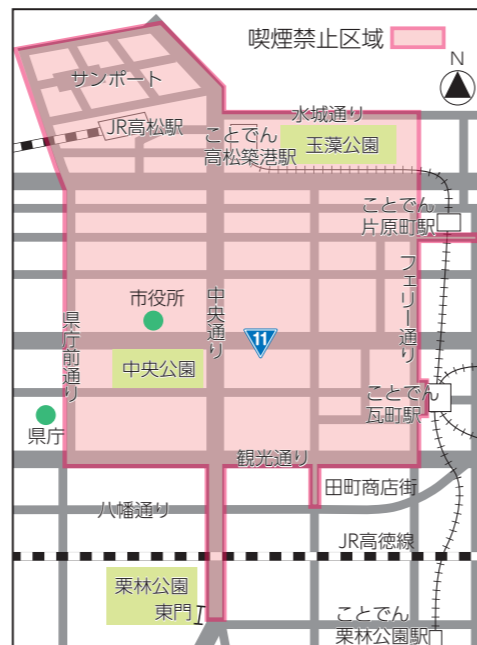 喫煙禁止区域
N
サンポート
JR高松駅
水城通り
ことでん
高松築港駅
玉藻公園
ことでん
片原町駅
フェリー通り
市役所
中央通り
11
県庁前通り
中央公園
県庁
ことでん
瓦町駅
観光通り
田町商店街
八幡通り
JR高徳線
栗林公園
東門
ことでん
栗林公園駅